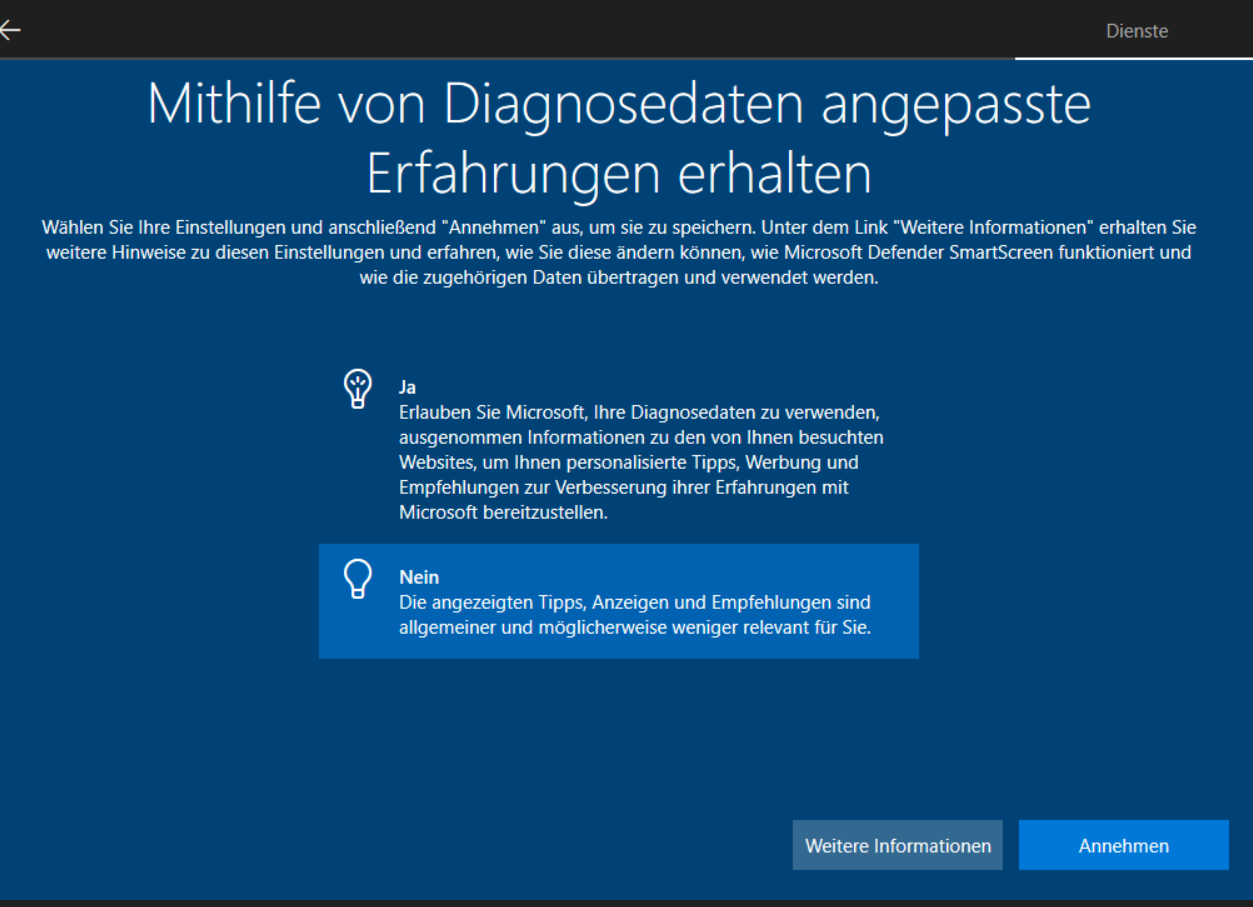 Dienste
Mithilfe von Diagnosedaten angepasste
Erfahrungen erhalten
Wählen Sie Ihre Einstellungen und anschließend "Annehmen" aus, um sie zu speichern. Unter dem Link "Weitere Informationen" erhalten Sie
weitere Hinweise zu diesen Einstellungen und erfahren, wie Sie diese ändern können, wie Microsoft Defender SmartScreen funktioniert und
wie die zugehörigen Daten übertragen und verwendet werden.
Ja
Erlauben Sie Microsoft, Ihre Diagnosedaten zu verwenden,
ausgenommen Informationen zu den von Ihnen besuchten
Websites, um Ihnen personalisierte Tipps, Werbung und
Empfehlungen zur Verbesserung ihrer Erfahrungen mit
Microsoft bereitzustellen.
Nein
Die angezeigten Tipps, Anzeigen und Empfehlungen sind
allgemeiner und möglicherweise weniger relevant für Sie.
Weitere Informationen
Annehmen